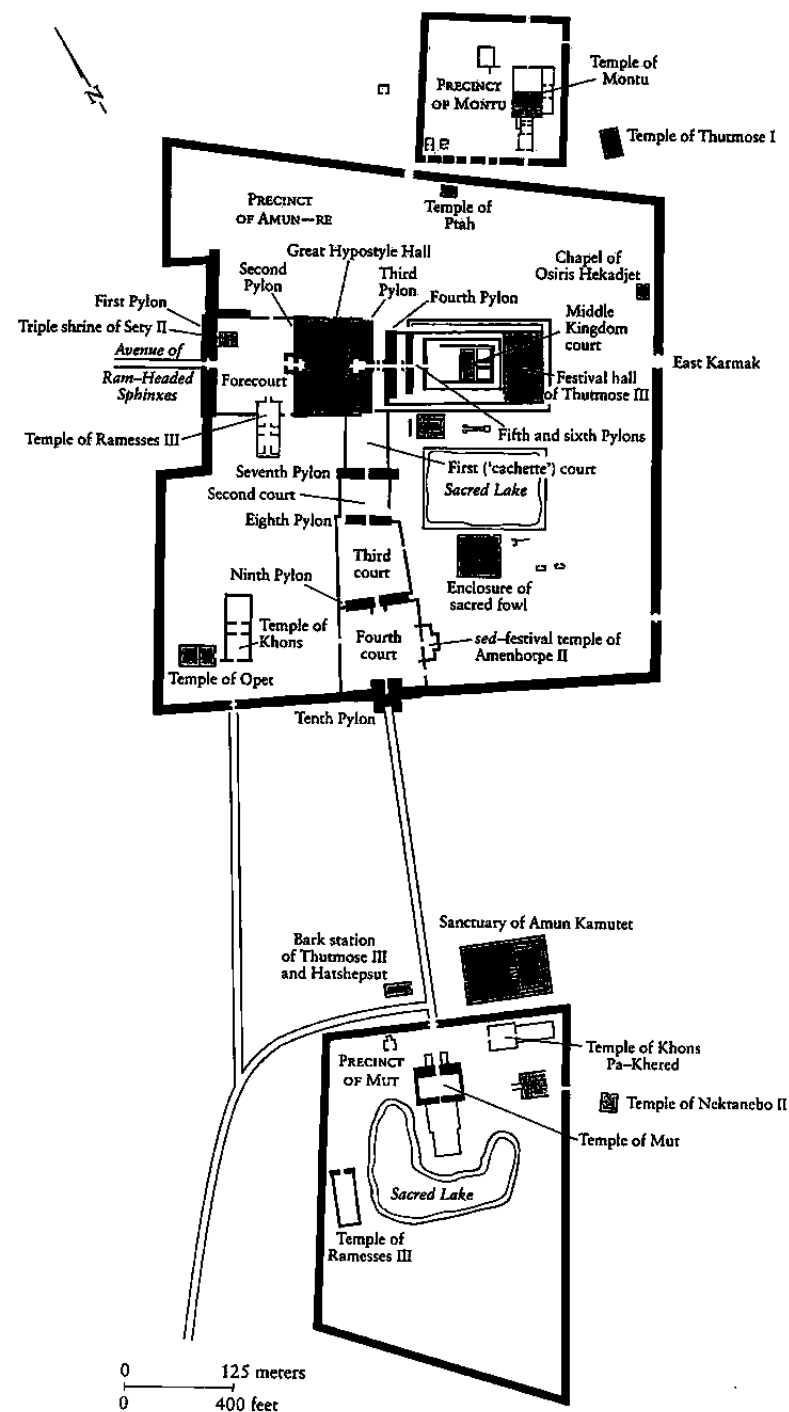 N
Temple of
Montu
PRECINCT
OF MONTU
Temple of Thutmose I
PRECINCT
OF AMUN–RE
Temple of
Ptah
Great Hypostyle Hall
Second
Pylon
Third
Pylon
Chapel of
Osiris Hekadjet
First Pylon
Fourth Pylon
Middle
Kingdom
court
Triple shrine of Sety II
Avenue of
Ram–Headed
Sphinxes
Forecourt
East Karmak
Festival hall
of Thutmose III
Temple of Ramesses III
Fifth and sixth Pylons
Seventh Pylon
First ('cachette') court
Second court
Sacred Lake
Eighth Pylon
Third
court
Ninth Pylon
Enclosure of
sacred fowl
Temple of
Khons
Fourth
court
sed–festival temple of
Amenhotpe II
Temple of Opet
Tenth Pylon
Sanctuary of Amun Kamutet
Bark station
of Thutmose III
and Hatshepsut
PRECINCT
OF MUT
Temple of Khons
Pa–Khered
Temple of Nektanebo II
Temple of Mut
Sacred Lake
Temple of
Ramesses III
0 125 meters
0 400 feet